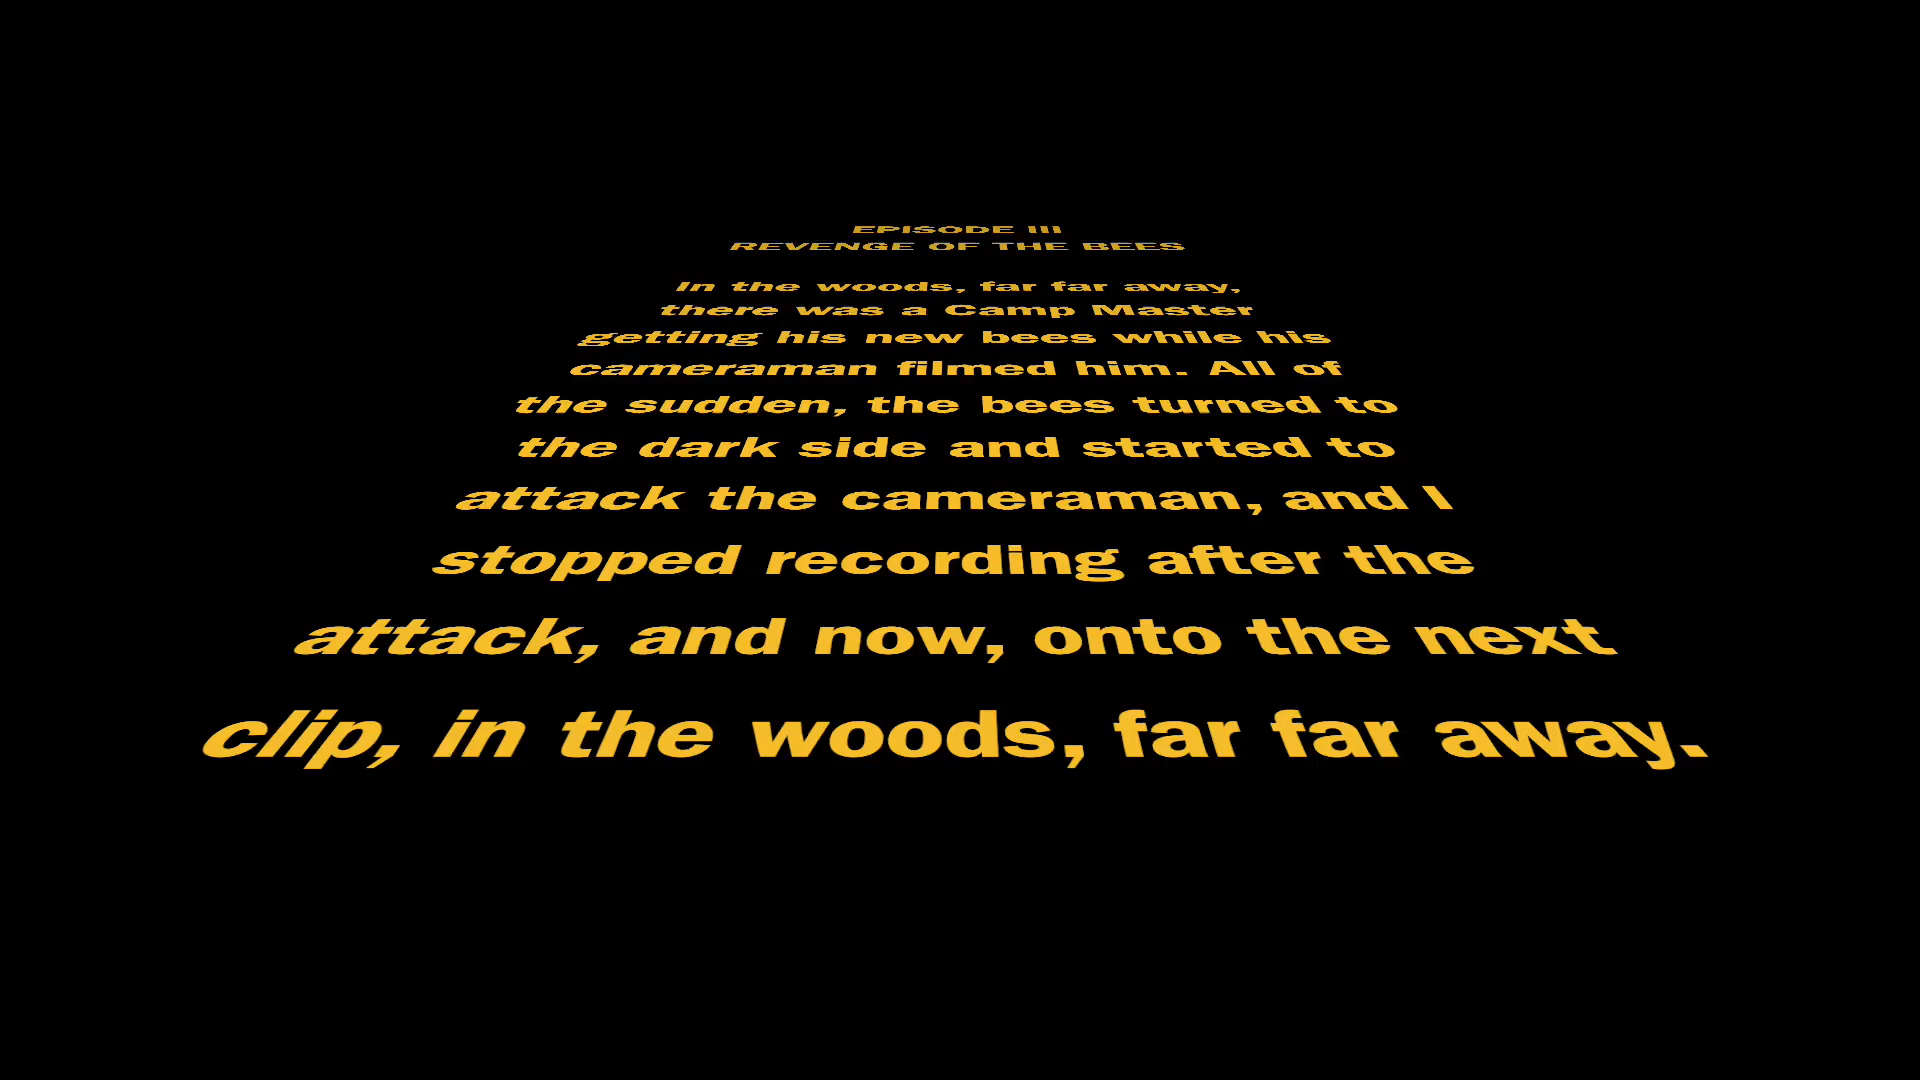 EPISODE III
REVENGE OF THE BEES
In the woods, far far away,
there was a Camp Master
getting his new bees while his
cameraman filmed him. All of
the sudden, the bees turned to
the dark side and started to
attack the cameraman, and I
stopped recording after the
attack, and now, onto the next
clip, in the woods, far far away.